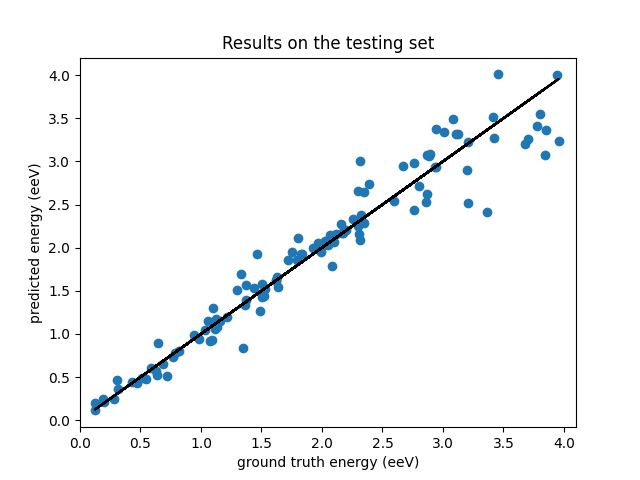 Results on the testing set
predicted energy (eeV)
4.0
3.5
3.0
2.5
2.0
1.5
1.0
0.5
0.0
0.0 0.5 1.0 1.5 2.0 2.5 3.0 3.5 4.0
ground truth energy (eeV)